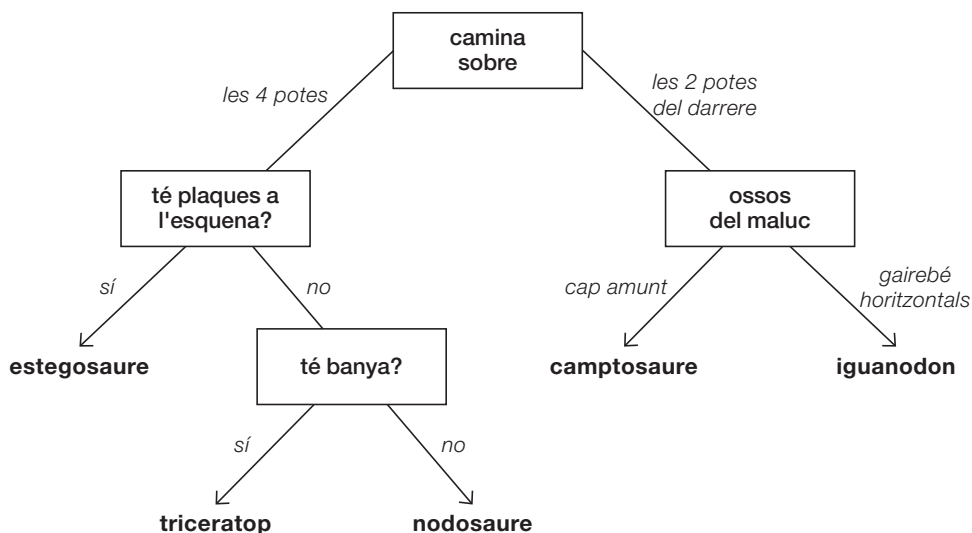 camina
sobre
les 4 potes
les 2 potes
del darrere
té plaques a
l'esquena?
ossos
del maluc
sí
no
cap amunt
gairebé
horitzontals
estegosaure
té banya?
camptosaure
iguanodon
sí
no
triceratop
nodosaure